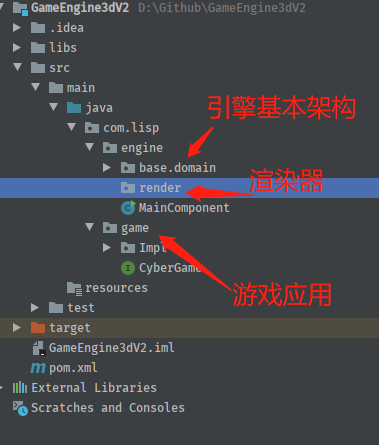 GameEngine3dV2 D:\Github\GameEngine3dV2
.idea
libs
src
main
java
com.lisp
引擎基本架构
engine
base.domain
render
渲染器
MainComponent
game
Impl
CyberGame
游戏应用
resources
test
target
GameEngine3dV2.iml
pom.xml
External Libraries
Scratches and Consoles